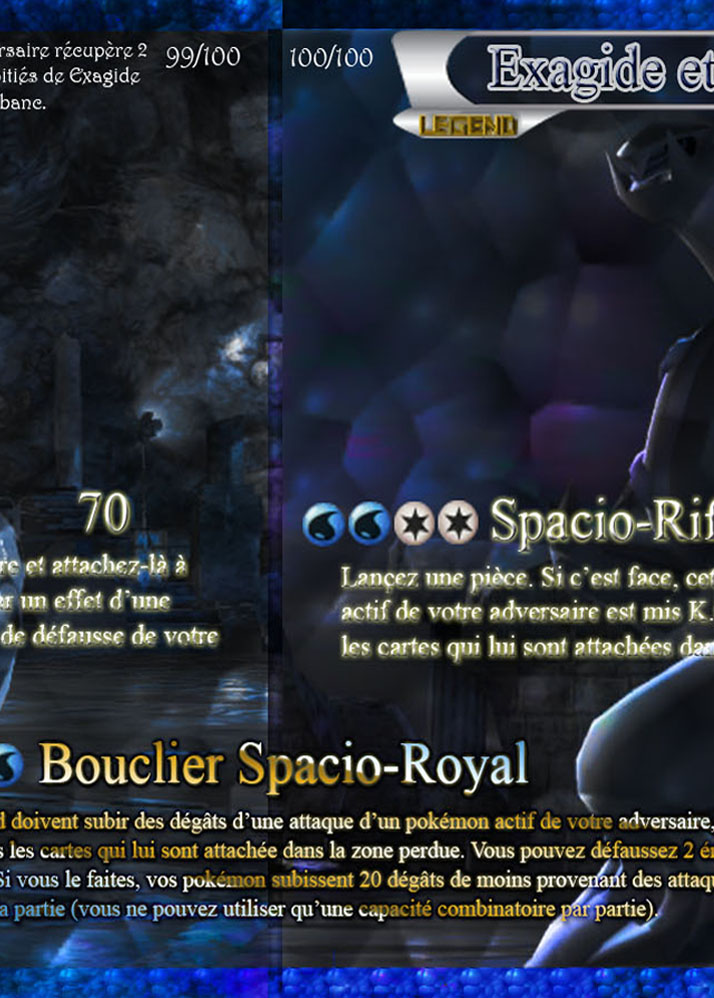 rsaire récupère 2
itiés de Exagide
banc.
99/100
100/100
Exagide et
LEGEND
70
re et attachez-là à
ar un effet d'une
de défausse de votre
Spacio-Rif
Lançez une pièce. Si c'est face, cet
actif de votre adversaire est mis K.
les cartes qui lui sont attachées da
Bouclier Spacio-Royal
d doivent subir des dégâts d'une attaque d'un pokémon actif de votre adversaire,
s les cartes qui lui sont attachée dans la zone perdue. Vous pouvez défaussez 2 én
Si vous le faites, vos pokémon subissent 20 dégâts de moins provenant des attaqu
a partie (vous ne pouvez utiliser qu'une capacité combinatoire par partie).